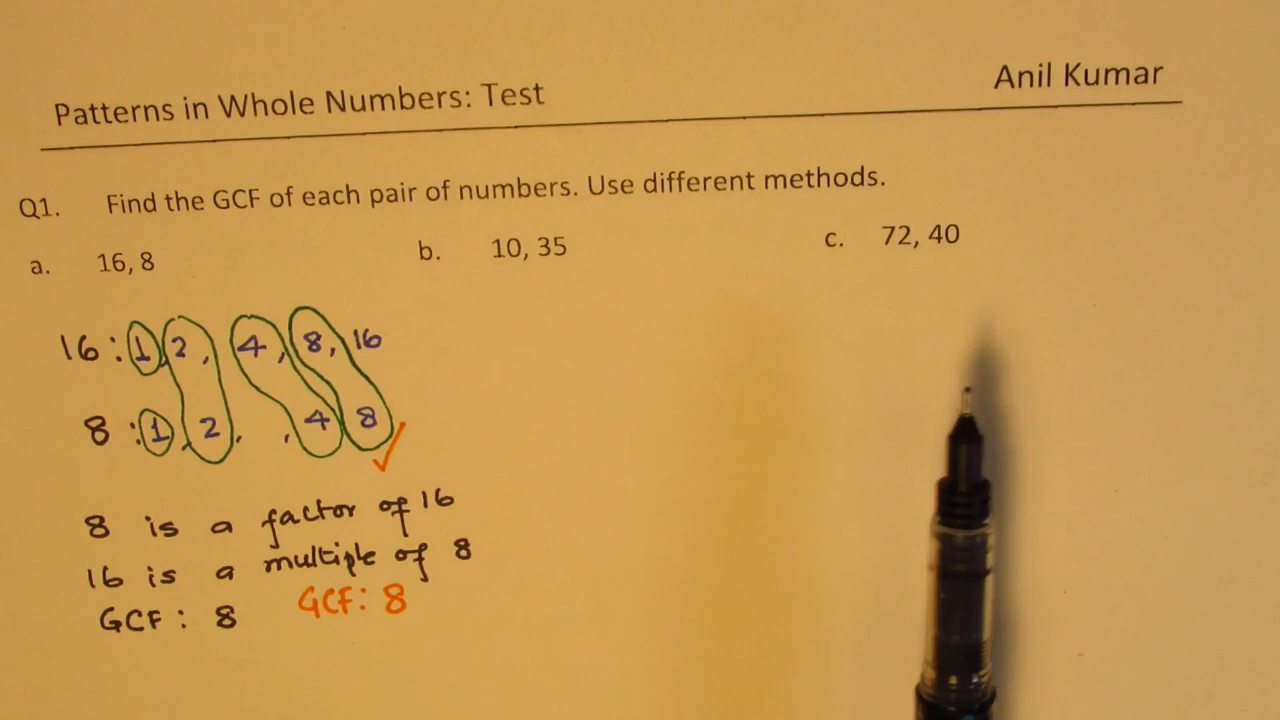 Patterns in Whole Numbers: Test
Anil Kumar
Q1. Find the GCF of each pair of numbers. Use different methods.
a. 16, 8
b. 10, 35
c. 72, 40
16 : 1, 2, 4, 8, 16
8 : 1, 2, , 4 8
8 is a factor of 16
16 is a multiple of 8
GCF : 8 GCF: 8